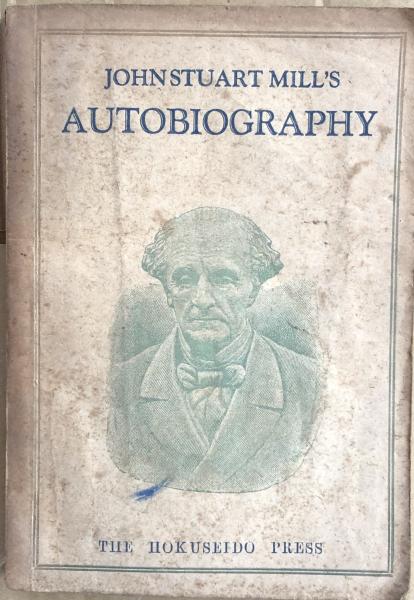 JOHN STUART MILL'S
AUTOBIOGRAPHY
THE HOKUSEIDO PRESS